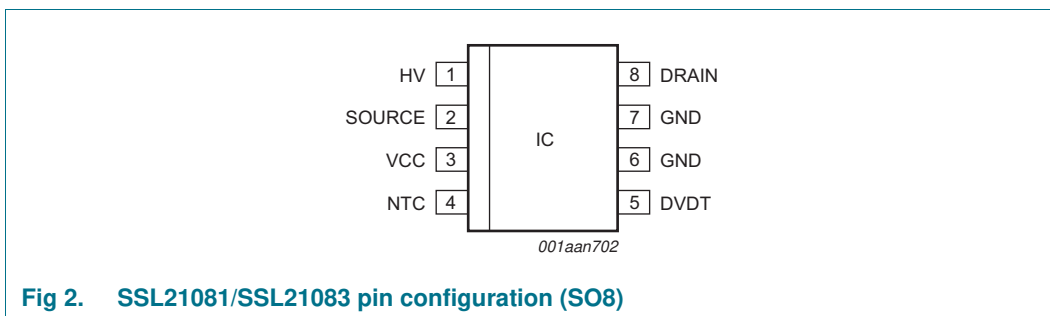 HV 1 8 DRAIN
SOURCE 2 7 GND
IC
VCC 3 6 GND
NTC 4 5 DVDT
001aan702
Fig 2. SSL21081/SSL21083 pin configuration (SO8)